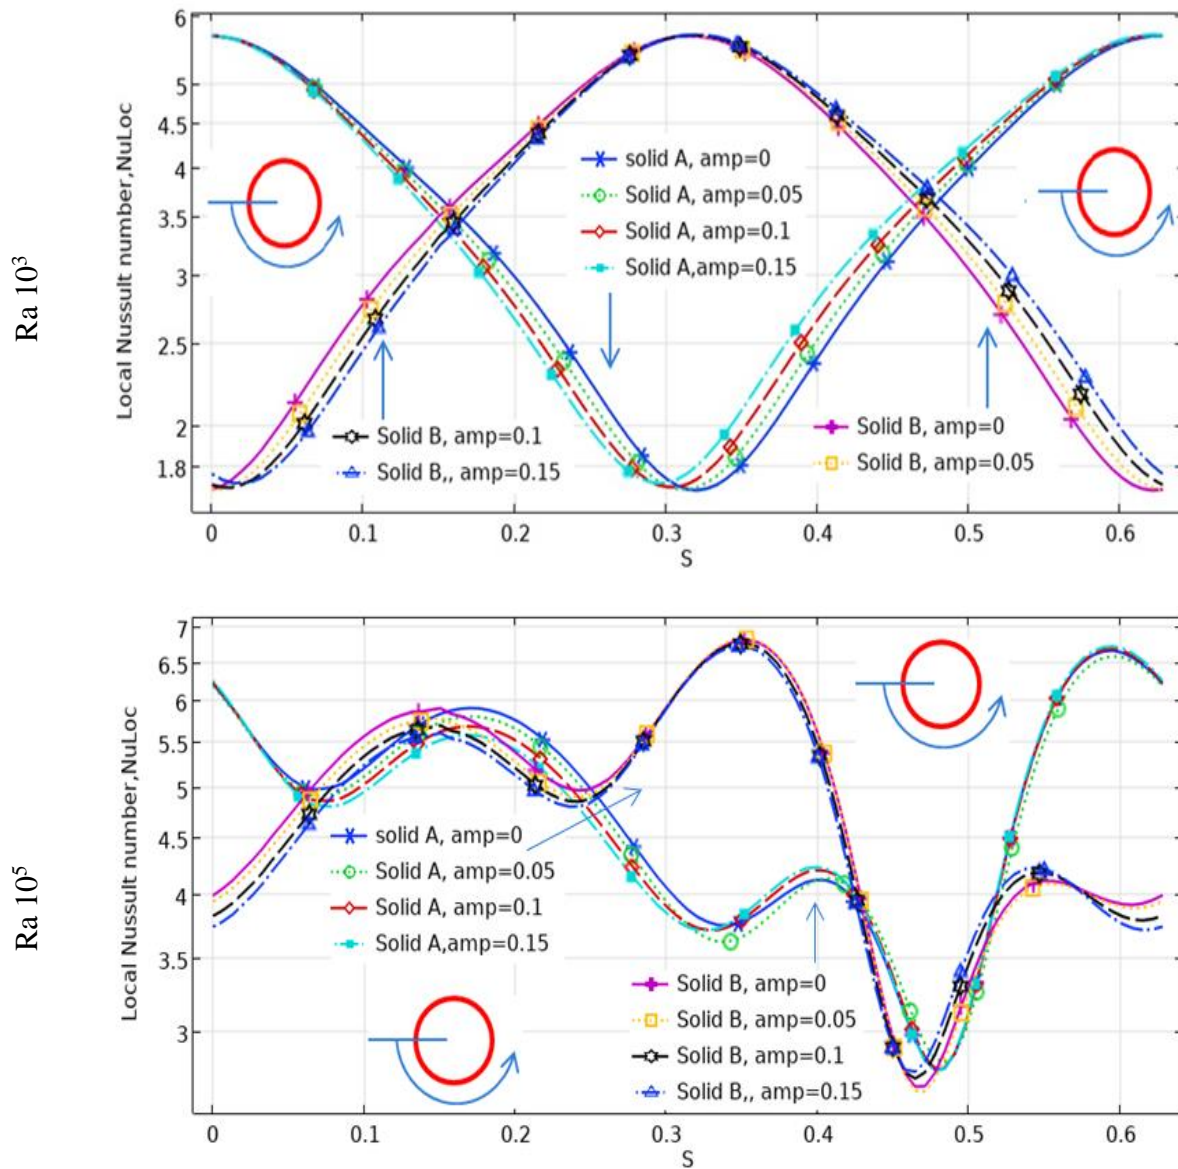 Ra 10³
Local Nussult number,NuLoc
6
5
4.5
4
3.5
3
2.5
2
1.8
solid A, amp=0
Solid A, amp=0.05
Solid A, amp=0.1
Solid A,amp=0.15
Solid B, amp=0.1
Solid B,, amp=0.15
Solid B, amp=0
Solid B, amp=0.05
0 0.1 0.2 0.3 0.4 0.5 0.6
S
Ra 10⁵
Local Nussult number,NuLoc
7
6.5
6
5.5
5
4.5
4
3.5
3
solid A, amp=0
Solid A, amp=0.05
Solid A, amp=0.1
Solid A,amp=0.15
Solid B, amp=0
Solid B, amp=0.05
Solid B, amp=0.1
Solid B,, amp=0.15
0 0.1 0.2 0.3 0.4 0.5 0.6
S